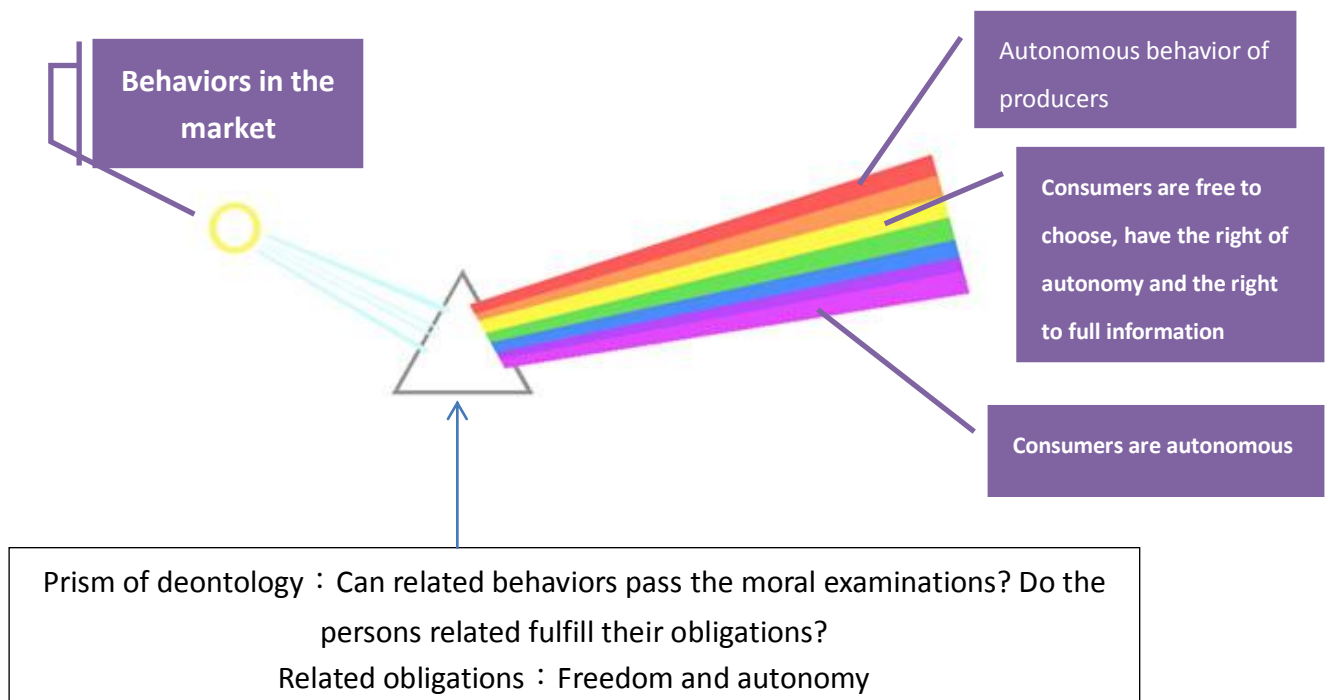 Behaviors in the
market
Autonomous behavior of
producers
Consumers are free to
choose, have the right of
autonomy and the right
to full information
Consumers are autonomous
Prism of deontology：Can related behaviors pass the moral examinations? Do the
persons related fulfill their obligations?
Related obligations：Freedom and autonomy